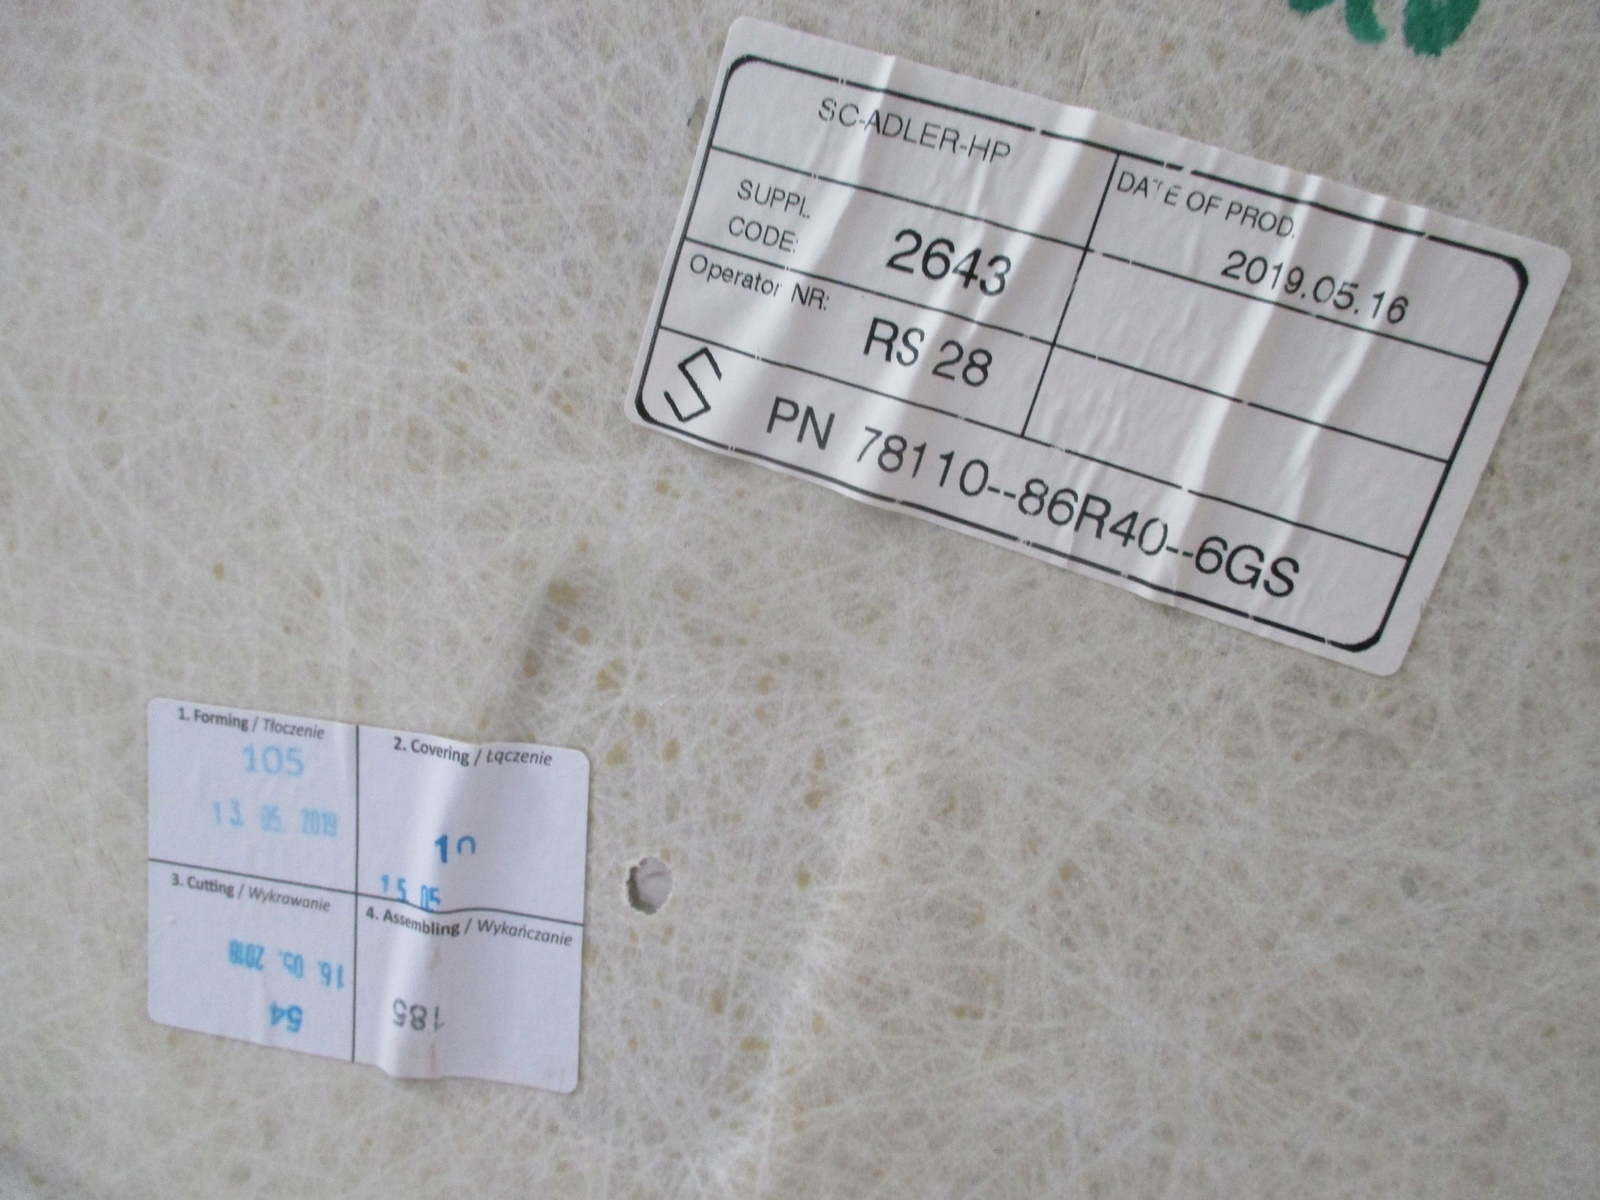 SC-ADLER-HP
DATE OF PROD.
2019.05.16
SUPPL.
CODE:
2643
Operator NR:
RS 28
S PN 78110--86R40--6GS
1. Forming / Tłoczenie
105
13. 05. 2019
2. Covering / Łączenie
15 05
3. Cutting / Wykrawanie
16. 05. 2018
54
4. Assembling / Wykańczanie
185